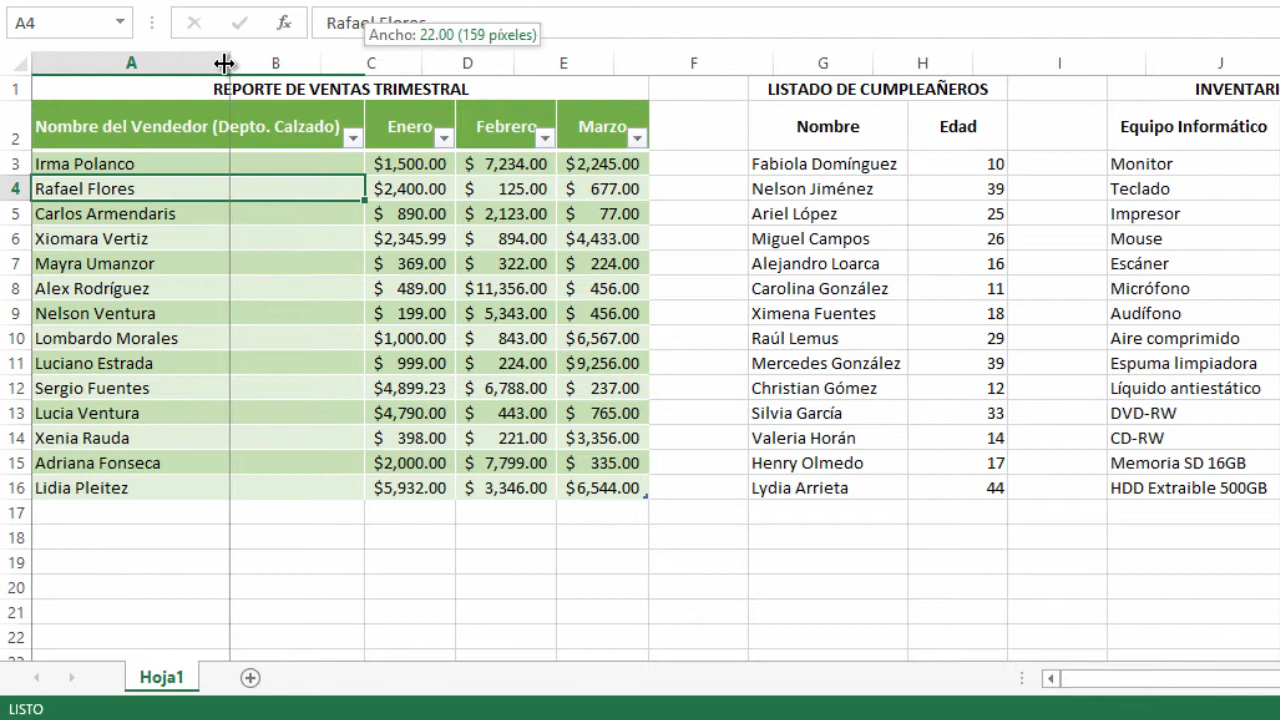 A4
fx
Rafael Flores
Ancho: 22.00 (159 píxeles)
A B C D E F G H I J
1 REPORTE DE VENTAS TRIMESTRAL LISTADO DE CUMPLEAÑEROS INVENTARI
2 Nombre del Vendedor (Depto. Calzado) Enero Febrero Marzo Nombre Edad Equipo Informático
3 Irma Polanco $1,500.00 $ 7,234.00 $2,245.00 Fabiola Domínguez 10 Monitor
4 Rafael Flores $2,400.00 $ 125.00 $ 677.00 Nelson Jiménez 39 Teclado
5 Carlos Armendaris $ 890.00 $ 2,123.00 $ 77.00 Ariel López 25 Impresor
6 Xiomara Vertiz $2,345.99 $ 894.00 $4,433.00 Miguel Campos 26 Mouse
7 Mayra Umanzor $ 369.00 $ 322.00 $ 224.00 Alejandro Loarca 16 Escáner
8 Alex Rodríguez $ 489.00 $11,356.00 $ 456.00 Carolina González 11 Micrófono
9 Nelson Ventura $ 199.00 $ 5,343.00 $ 456.00 Ximena Fuentes 18 Audífono
10 Lombardo Morales $1,000.00 $ 843.00 $6,567.00 Raúl Lemus 29 Aire comprimido
11 Luciano Estrada $ 999.00 $ 224.00 $9,256.00 Mercedes González 39 Espuma limpiadora
12 Sergio Fuentes $4,899.23 $ 6,788.00 $ 237.00 Christian Gómez 12 Líquido antiestático
13 Lucia Ventura $4,790.00 $ 443.00 $ 765.00 Silvia García 33 DVD-RW
14 Xenia Rauda $ 398.00 $ 221.00 $3,356.00 Valeria Horán 14 CD-RW
15 Adriana Fonseca $2,000.00 $ 7,799.00 $ 335.00 Henry Olmedo 17 Memoria SD 16GB
16 Lidia Pleitez $5,932.00 $ 3,346.00 $6,544.00 Lydia Arrieta 44 HDD Extraible 500GB
17
18
19
20
21
22
Hoja1
LISTO